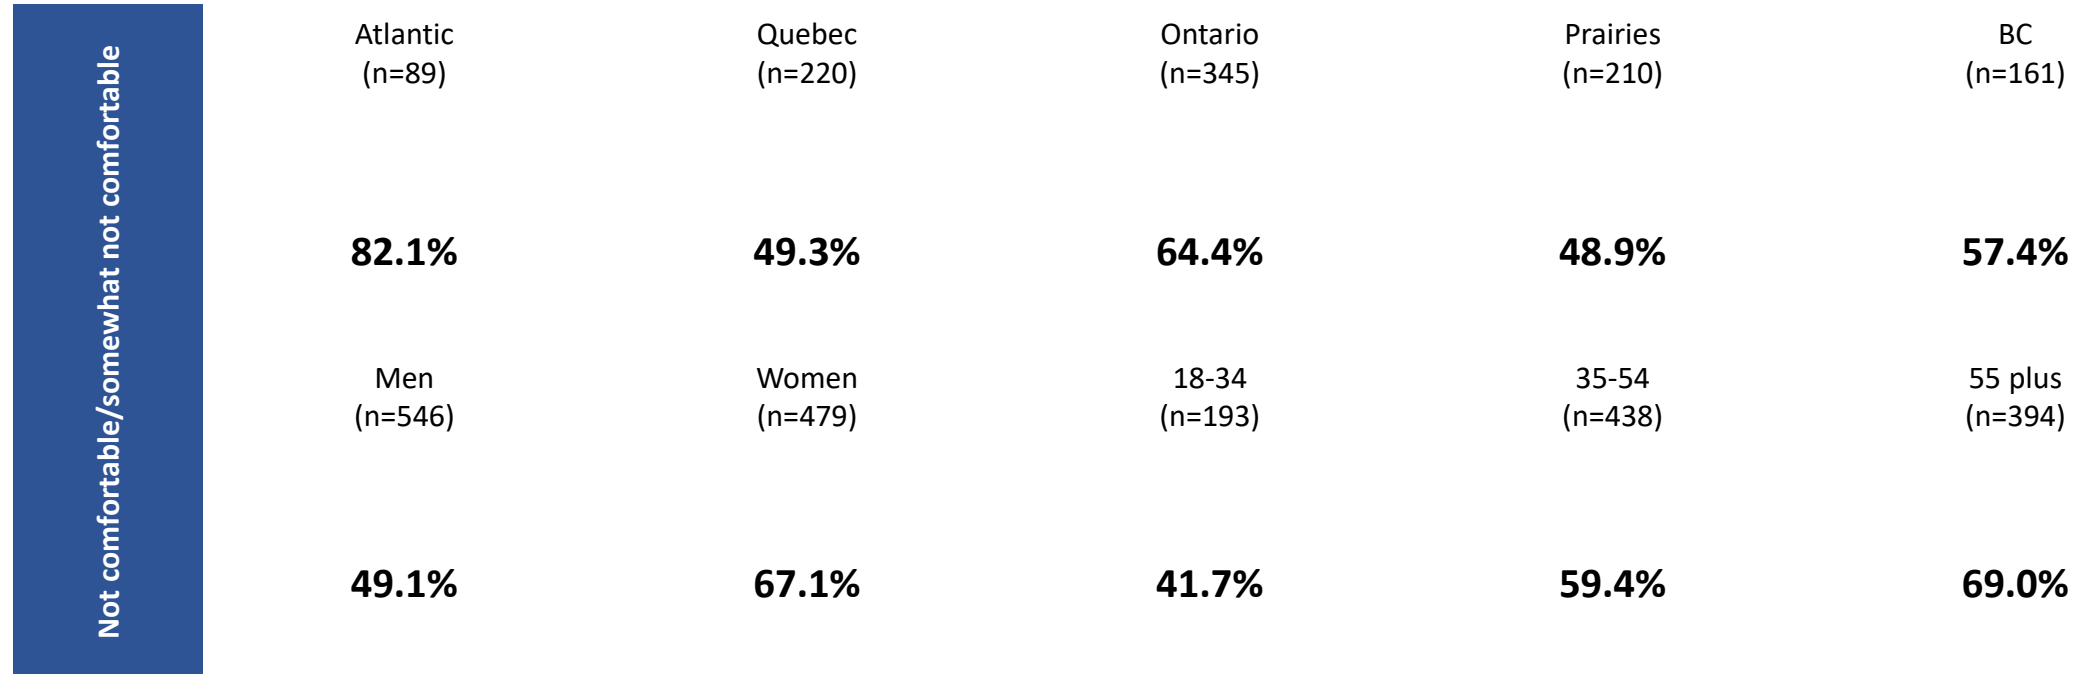 Not comfortable/somewhat not comfortable
Atlantic
(n=89)
Quebec
(n=220)
Ontario
(n=345)
Prairies
(n=210)
BC
(n=161)
82.1%
49.3%
64.4%
48.9%
57.4%
Men
(n=546)
Women
(n=479)
18-34
(n=193)
35-54
(n=438)
55 plus
(n=394)
49.1%
67.1%
41.7%
59.4%
69.0%